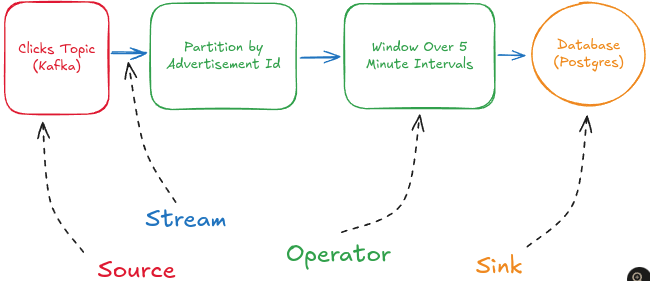 Clicks Topic
(Kafka)
Partition by
Advertisement Id
Window Over 5
Minute Intervals
Database
(Postgres)
Stream
Operator
Source
Sink